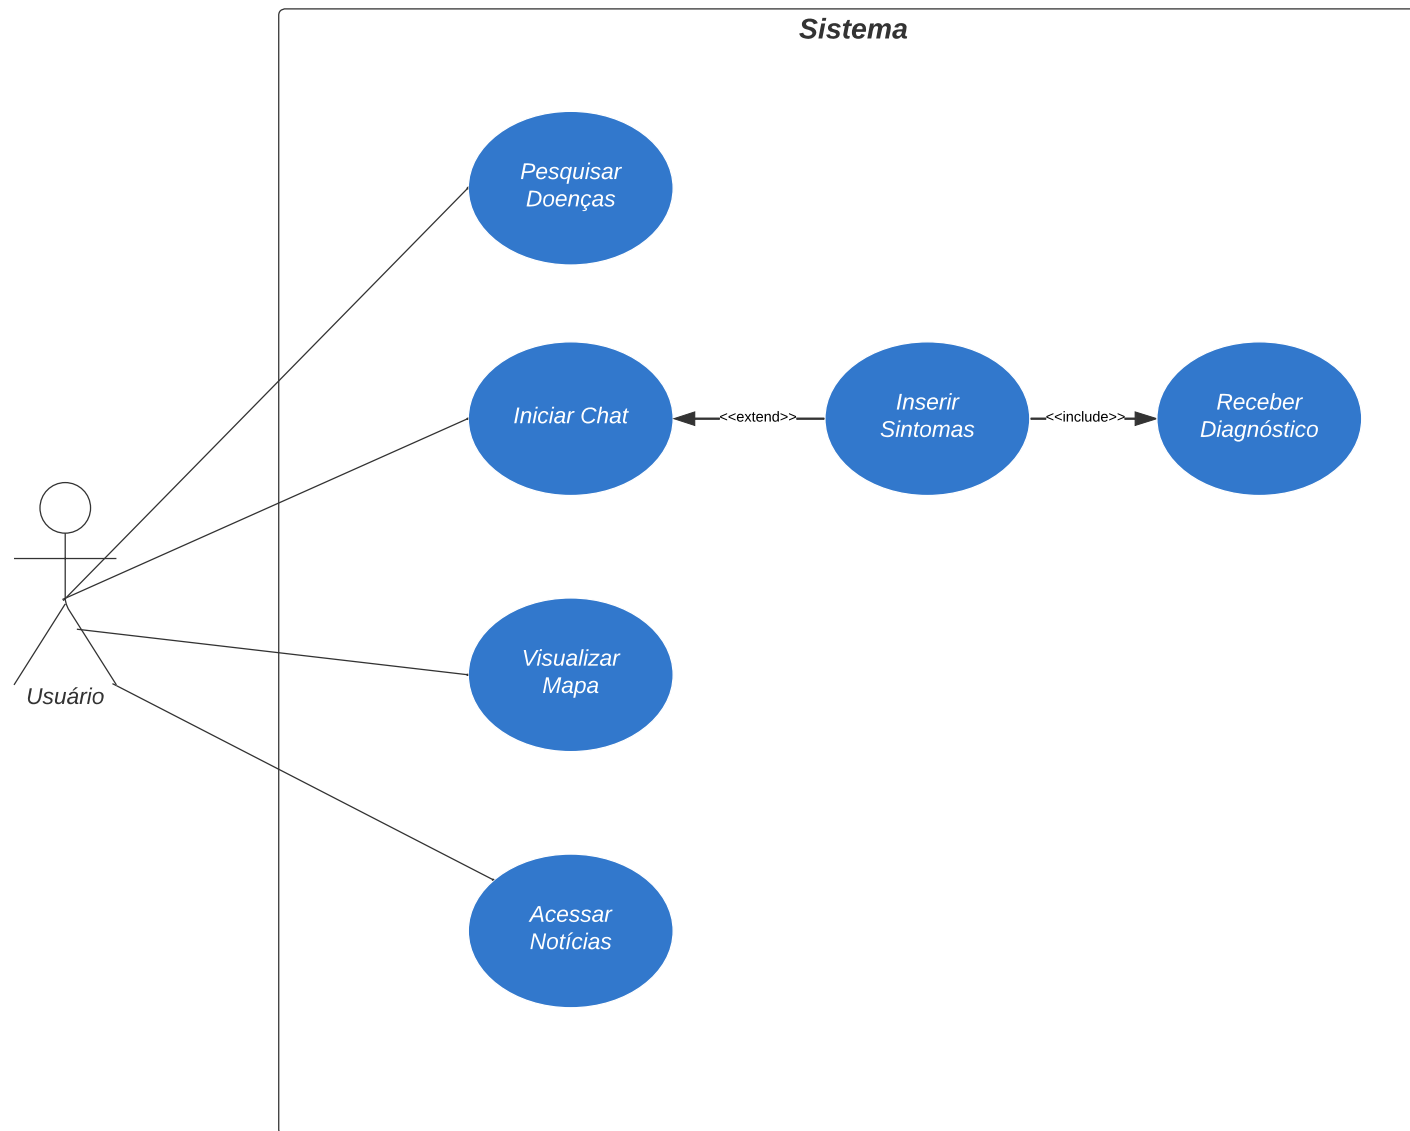 Sistema
Pesquisar
Doenças
Iniciar Chat
<<extend>>
Inserir
Sintomas
<<include>>
Receber
Diagnóstico
Usuário
Visualizar
Mapa
Acessar
Notícias